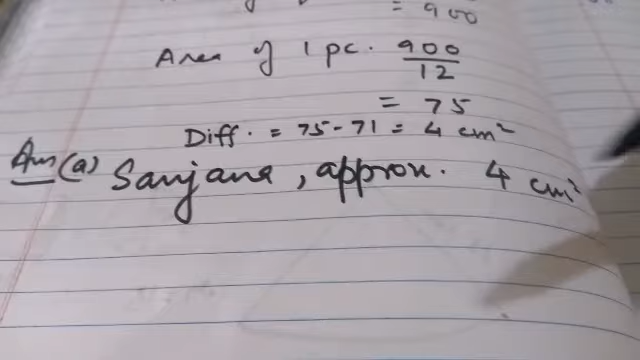 = 900
Area of 1 pc. 900/12
= 75
Diff. = 75-71 = 4 cm²
Ans (a) Sanjana, approx. 4 cm²